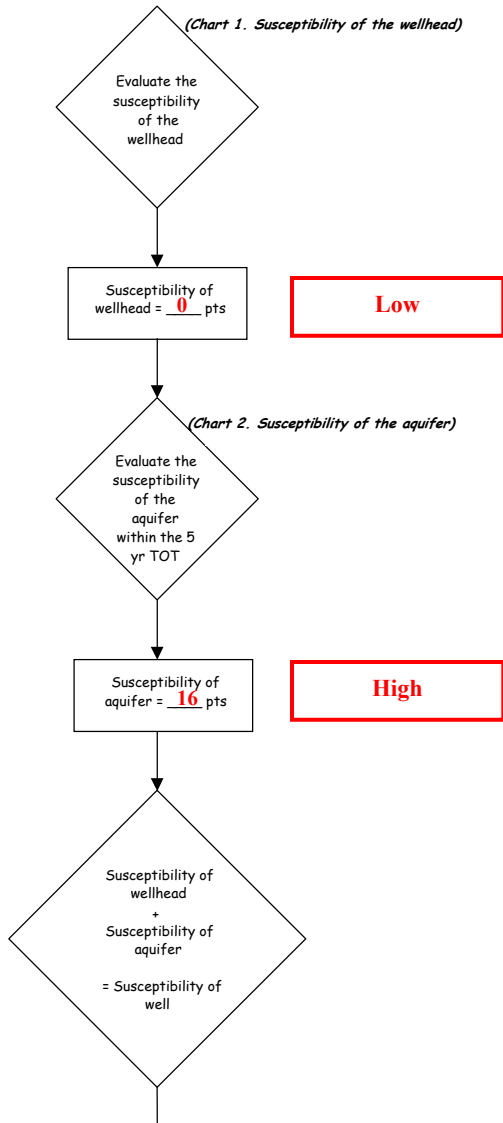 (Chart 1. Susceptibility of the wellhead)
Evaluate the
susceptibility
of the
wellhead
Susceptibility of
wellhead = __0__ pts
Low
(Chart 2. Susceptibility of the aquifer)
Evaluate the
susceptibility
of the
aquifer
within the 5
yr TOT
Susceptibility of
aquifer = __16__ pts
High
Susceptibility of
wellhead
+
Susceptibility of
aquifer
= Susceptibility of
well